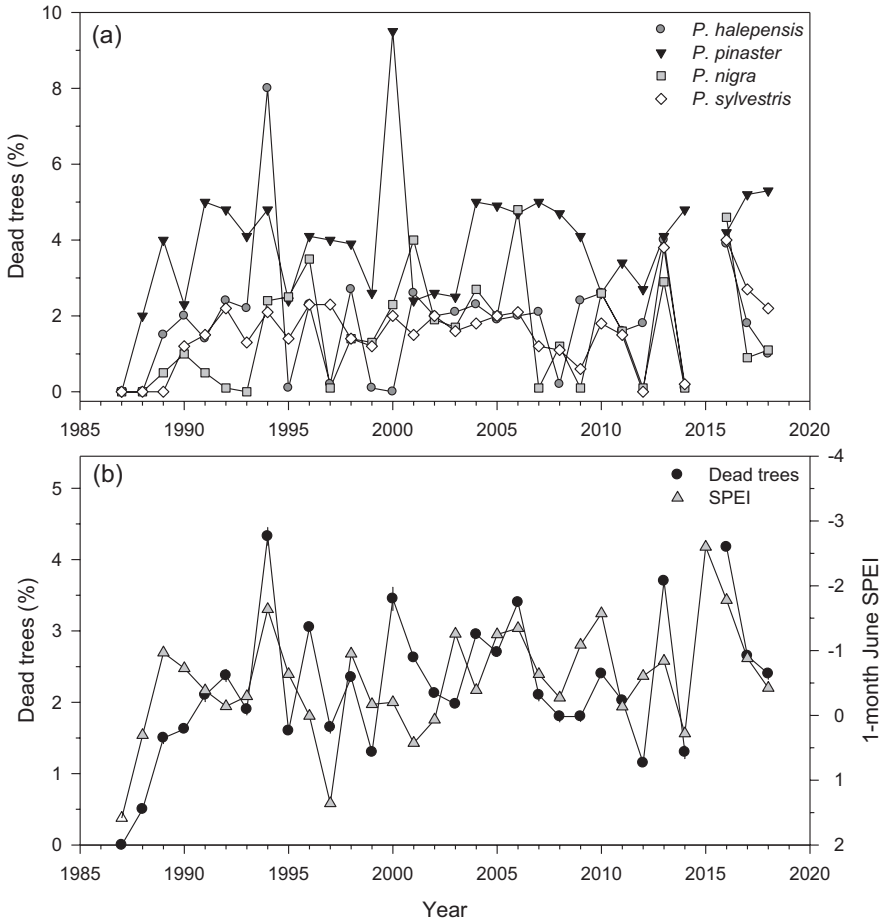 (a)
P. halepensis
P. pinaster
P. nigra
P. sylvestris
Dead trees (%)
10
8
6
4
2
0
1985 1990 1995 2000 2005 2010 2015 2020
(b)
Dead trees
SPEI
Dead trees (%)
5
4
3
2
1
0
-4
-3
-2
-1
0
1
2
1-month June SPEI
1985 1990 1995 2000 2005 2010 2015 2020
Year